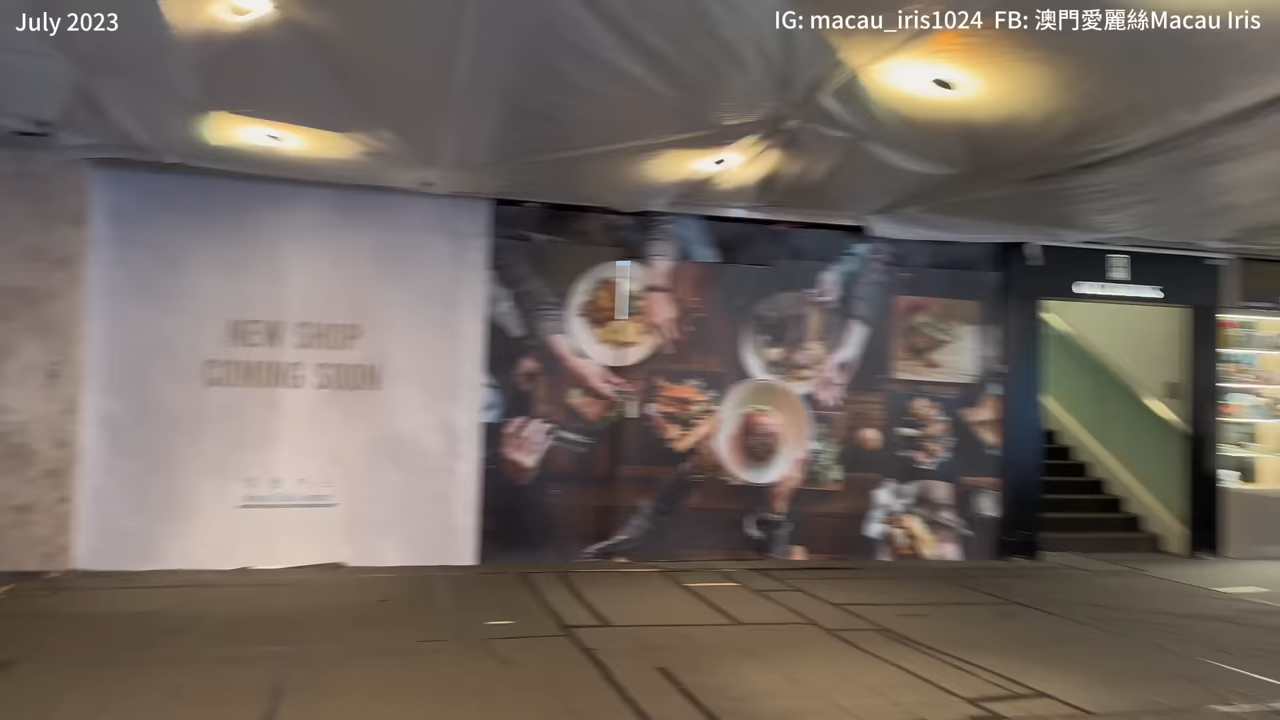 July 2023
IG: macau_iris1024 FB: 澳門愛麗絲Macau Iris
NEW SHOP
COMING SOON